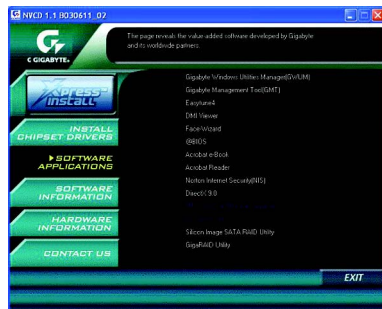 NVCD 1.1 B030611_02
The page reveals the value added software developed by Gigabyte
and its worldwide partners.
GIGABYTE
Xpress
INSTALL
INSTALL
CHIPSET DRIVERS
SOFTWARE
APPLICATIONS
SOFTWARE
INFORMATION
HARDWARE
INFORMATION
CONTACT US
Gigabyte Windows Utilities Manager(GWUM)
Gigabyte Management Tool(GMT)
Easytune4
DMI Viewer
Face-Wizard
@BIOS
Acrobat e-Book
Acrobat Reader
Norton Internet Security(NIS)
DirectX 9.0
Silicon Image SATA RAID Utility
GigaRAID Utility
EXIT